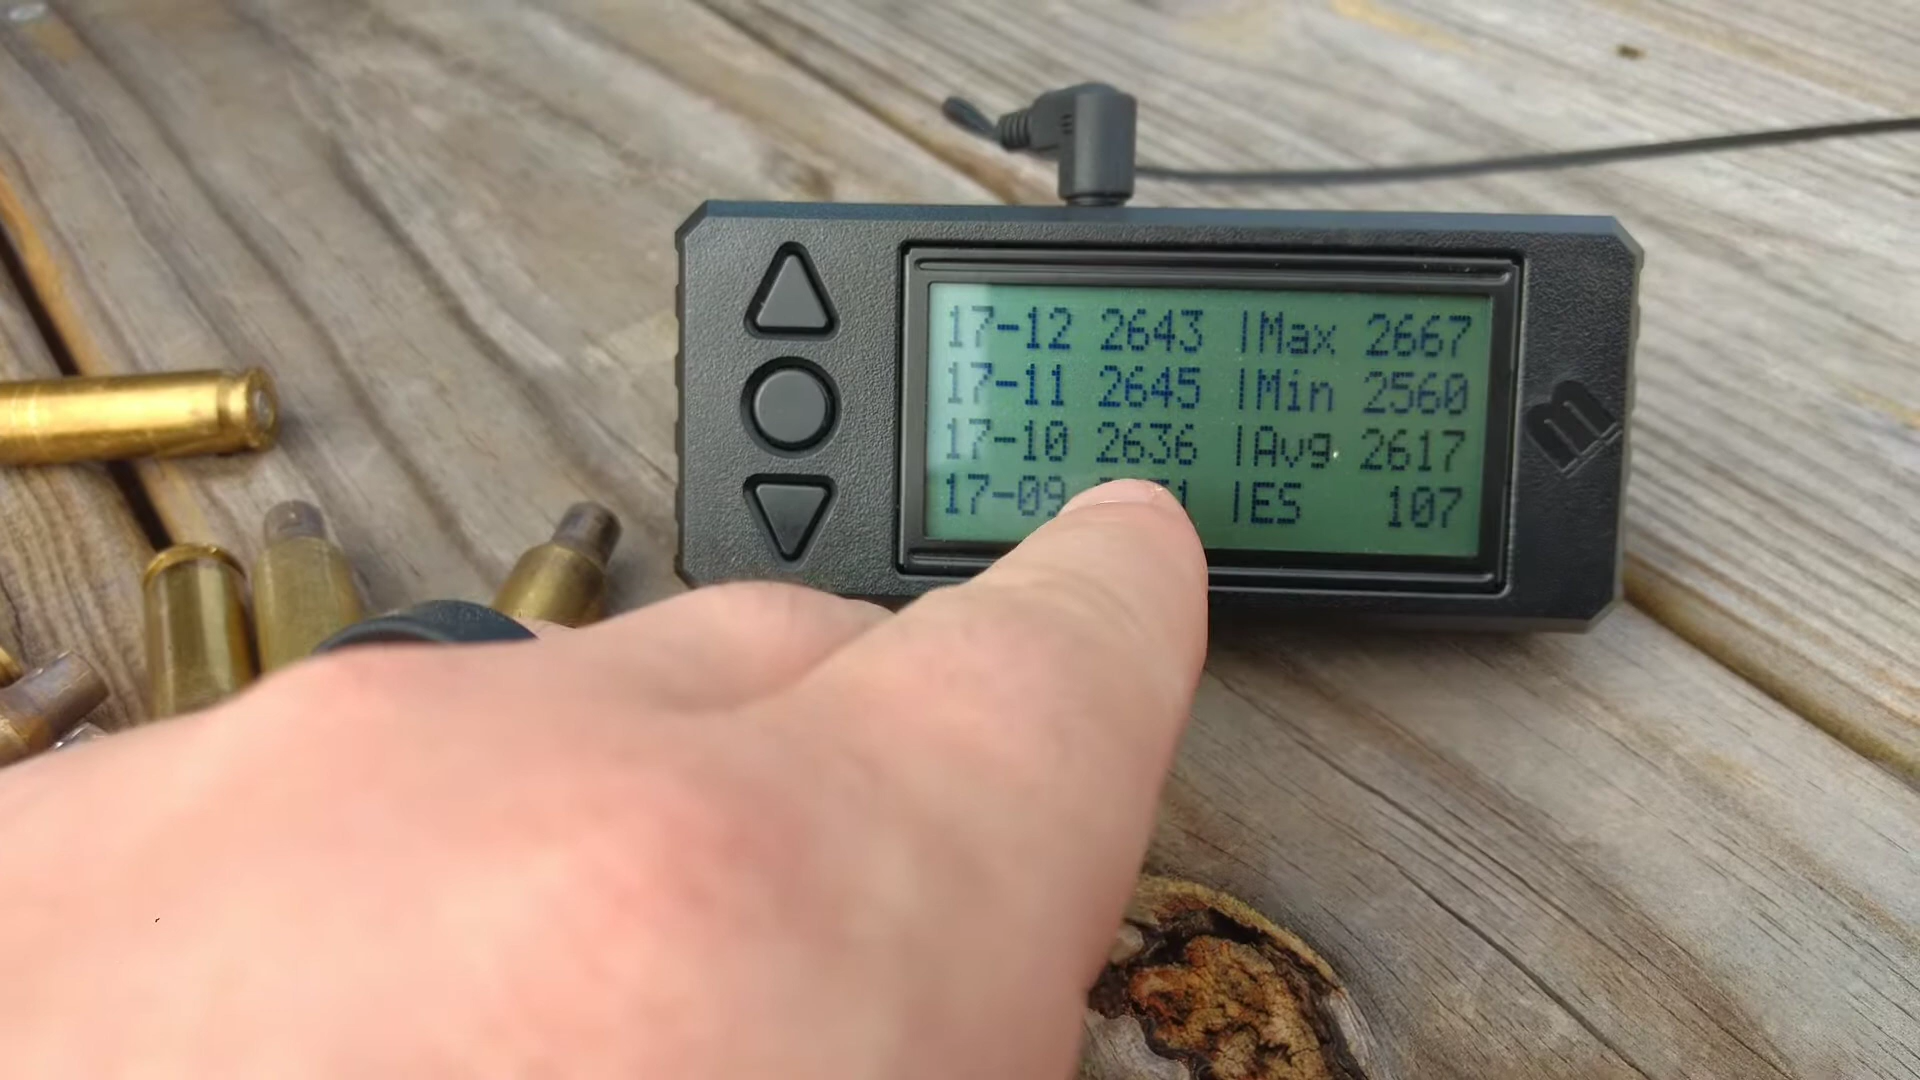 17-12 2643 |Max 2667
17-11 2645 |Min 2560
17-10 2636 |Avg 2617
17-09 |ES 107